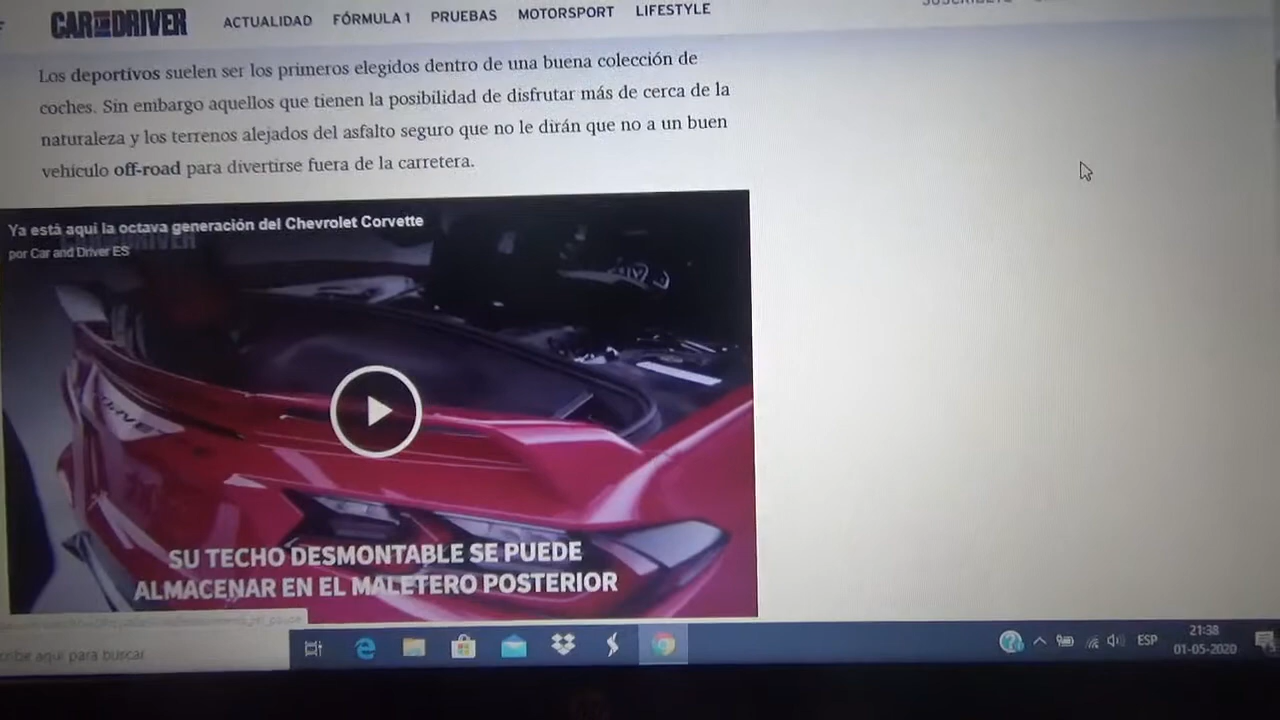 CAR AND DRIVER
ACTUALIDAD FÓRMULA 1 PRUEBAS MOTORSPORT LIFESTYLE
Los deportivos suelen ser los primeros elegidos dentro de una buena colección de
coches. Sin embargo aquellos que tienen la posibilidad de disfrutar más de cerca de la
naturaleza y los terrenos alejados del asfalto seguro que no le dirán que no a un buen
vehículo off-road para divertirse fuera de la carretera.
Ya está aquí la octava generación del Chevrolet Corvette
por Car and Driver ES
SU TECHO DESMONTABLE SE PUEDE
ALMACENAR EN EL MALETERO POSTERIOR
aquí para buscar
ESP
21:38
01-05-2020